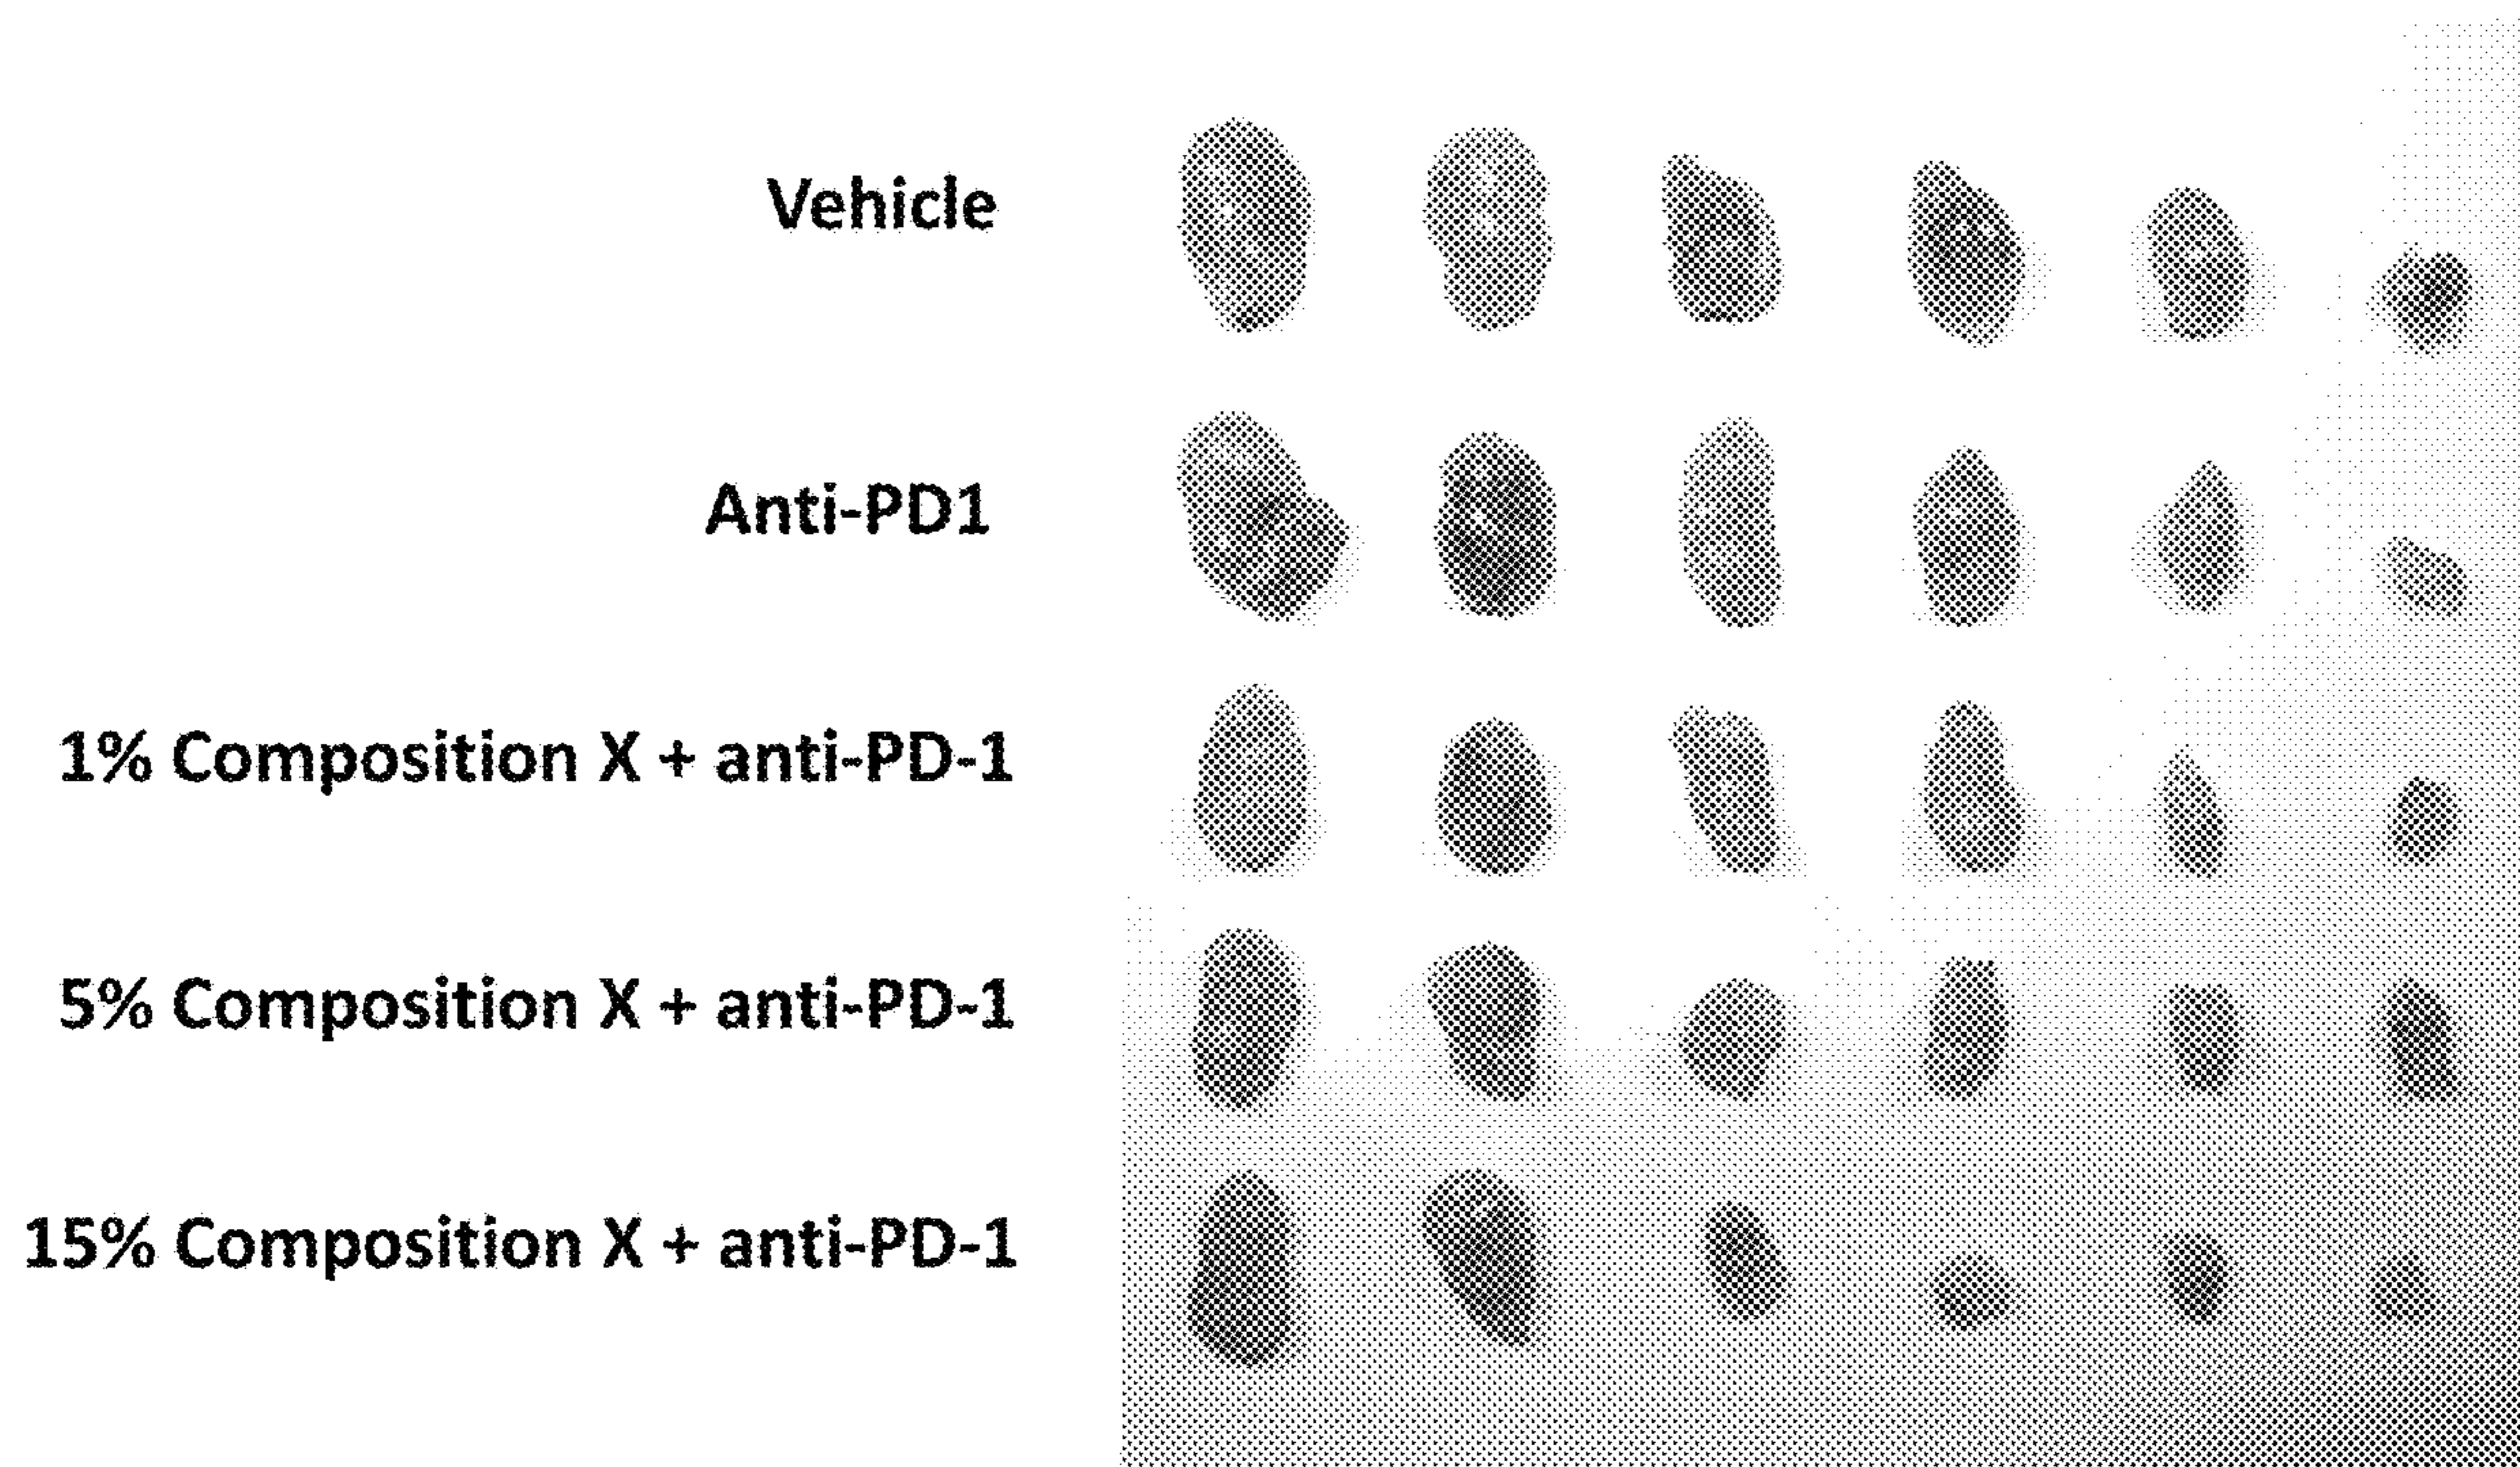 Vehicle
Anti-PD1
1% Composition X + anti-PD-1
5% Composition X + anti-PD-1
15% Composition X + anti-PD-1